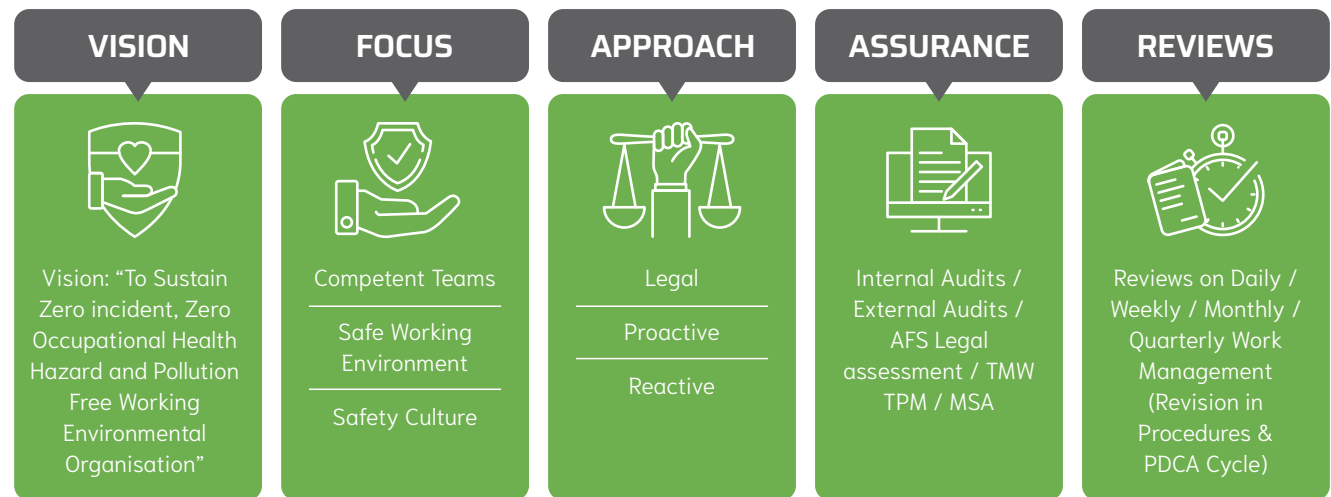 VISION
FOCUS
APPROACH
ASSURANCE
REVIEWS
Vision: “To Sustain
Zero incident, Zero
Occupational Health
Hazard and Pollution
Free Working
Environmental
Organisation”
Competent Teams
Safe Working
Environment
Safety Culture
Legal
Proactive
Reactive
Internal Audits /
External Audits /
AFS Legal
assessment / TMW
TPM / MSA
Reviews on Daily /
Weekly / Monthly /
Quarterly Work
Management
(Revision in
Procedures &
PDCA Cycle)